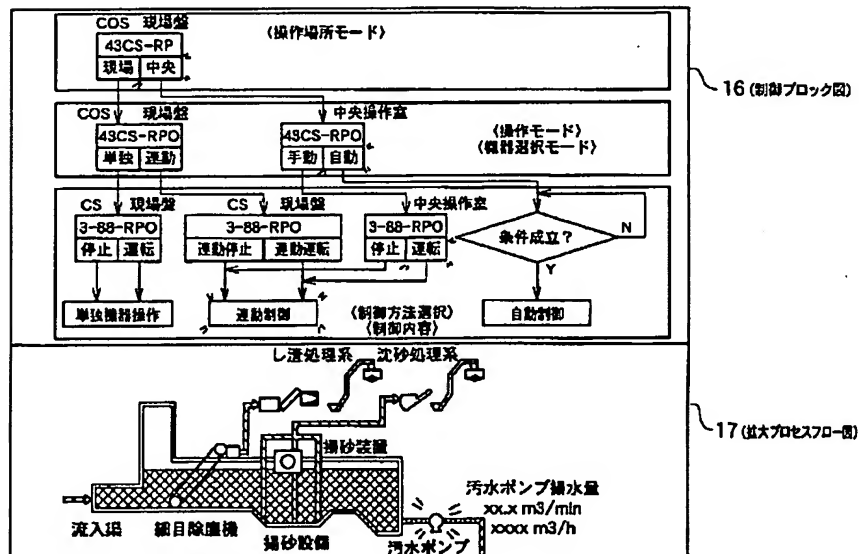 COS 現場盤
〈操作場所モード〉
43CS-RP
現場 中央
16(制御ブロック図)
COS 現場盤
中央操作室
43CS-RPO
43CS-RPO
〈操作モード〉
〈機器選択モード〉
単独 連動
手動 自動
CS 現場盤
CS 現場盤
中央操作室
3-88-RPO
3-88-RPO
3-88-RPO
停止 運転
連動停止 連動運転
停止 運転
条件成立?
N
Y
単独機器操作
連動制御
〈制御方法選択〉
〈制御内容〉
自動制御
し渣処理系 沈砂処理系
17(拡大プロセスフロー図)
揚砂装置
汚水ポンプ揚水量
xx.x m3/min
xxxx m3/h
流入渠
細目除塵機
揚砂設備
汚水ポンプ